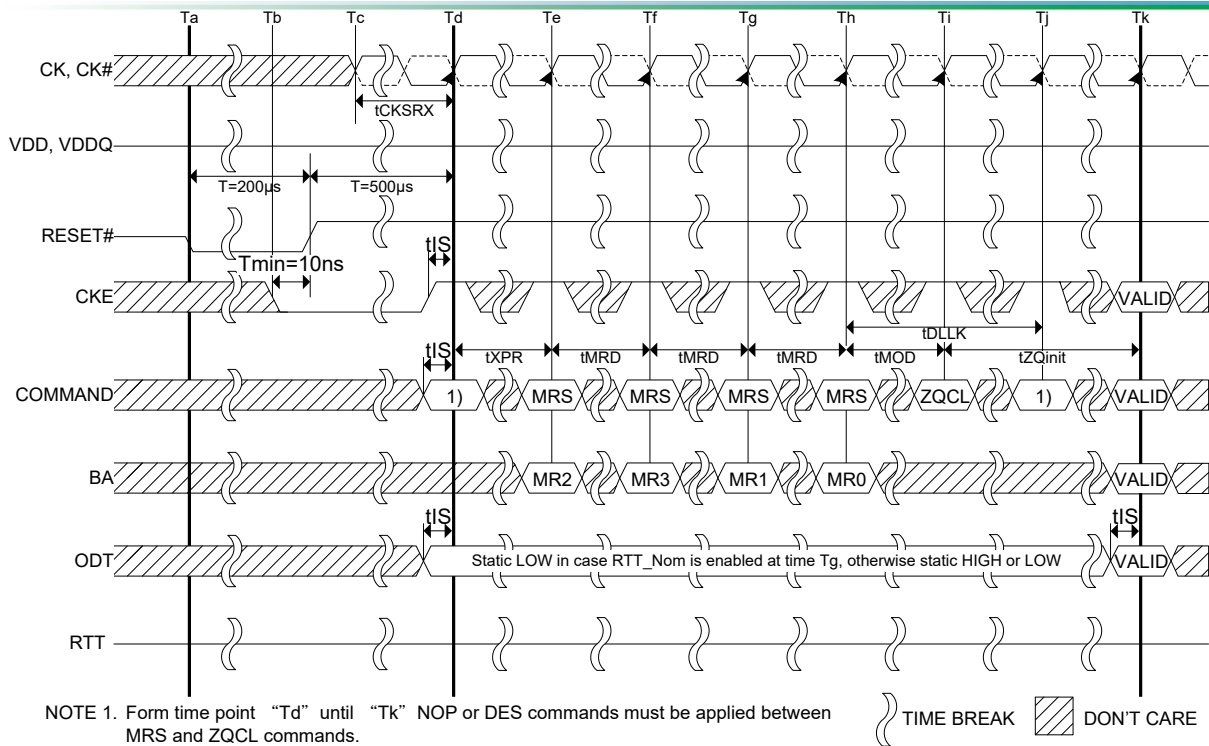 Ta Tb Tc Td Te Tf Tg Th Ti Tj Tk
CK, CK#
tCKSRX
VDD, VDDQ
T=200µs T=500µs
RESET#
tIS
Tmin=10ns
CKE VALID
tDLLK
tIS tXPR tMRD tMRD tMRD tMOD tZQinit
COMMAND 1) MRS MRS MRS MRS ZQCL 1) VALID
BA MR2 MR3 MR1 MR0 VALID
tIS tIS
ODT Static LOW in case RTT_Nom is enabled at time Tg, otherwise static HIGH or LOW VALID
RTT
NOTE 1. Form time point “Td” until “Tk” NOP or DES commands must be applied between
MRS and ZQCL commands.
TIME BREAK DON'T CARE